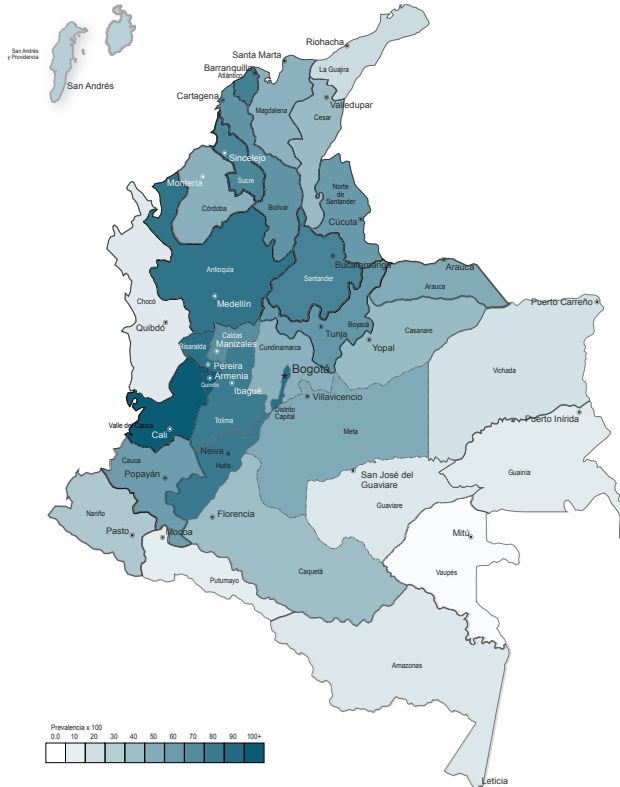 Riohacha
San Andrés
y Providencia
Santa Marta
La Guajira
Barranquilla
Atlántico
San Andrés
Cartagena
Valledupar
Magdalena
Cesar
Sincelejo
Montería
Sucre
Norte
de
Santander
Córdoba
Bolívar
Cúcuta
Bucaramanga
Arauca
Antioquia
Santander
Arauca
Chocó
Medellín
Puerto Carreño
Quibdó
Boyacá
Tunja
Casanare
Caldas
Risaralda
Manizales
Cundinamarca
Yopal
Pereira
Armenia
Quindío
Bogotá
Vichada
Ibagué
Villavicencio
Distrito
Capital
Puerto Inírida
Tolima
Valle del Cauca
Cali
Meta
Neiva
Cauca
Huila
Popayán
San José del
Guaviare
Guainía
Guaviare
Nariño
Florencia
Pasto
Mocoa
Mitú
Caquetá
Vaupés
Putumayo
Amazonas
Prevalencia x 100
0.0 10 20 30 40 50 60 70 80 90 100+
Leticia